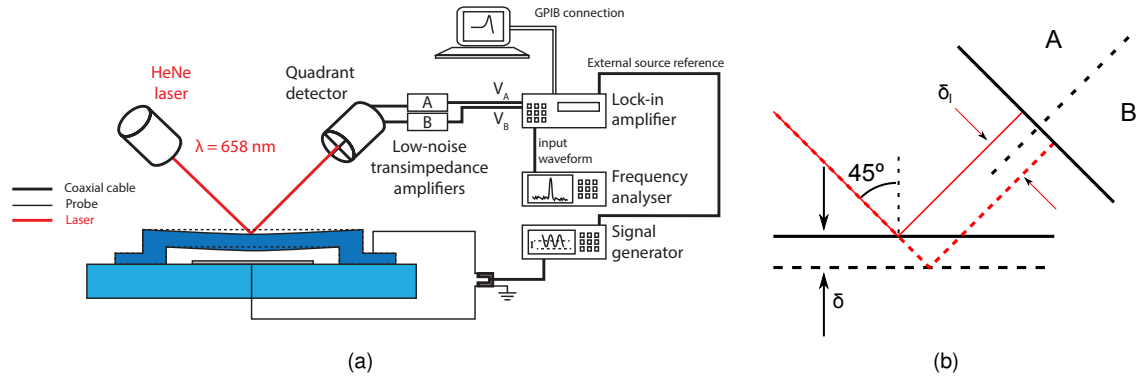 GPIB connection
External source reference
HeNe
laser
Quadrant
detector
λ = 658 nm
A
B
V_A
V_B
Low-noise
transimpedance
amplifiers
Lock-in
amplifier
input
waveform
Frequency
analyser
Signal
generator
Coaxial cable
Probe
Laser
(a)
A
B
δ_l
45º
δ
(b)